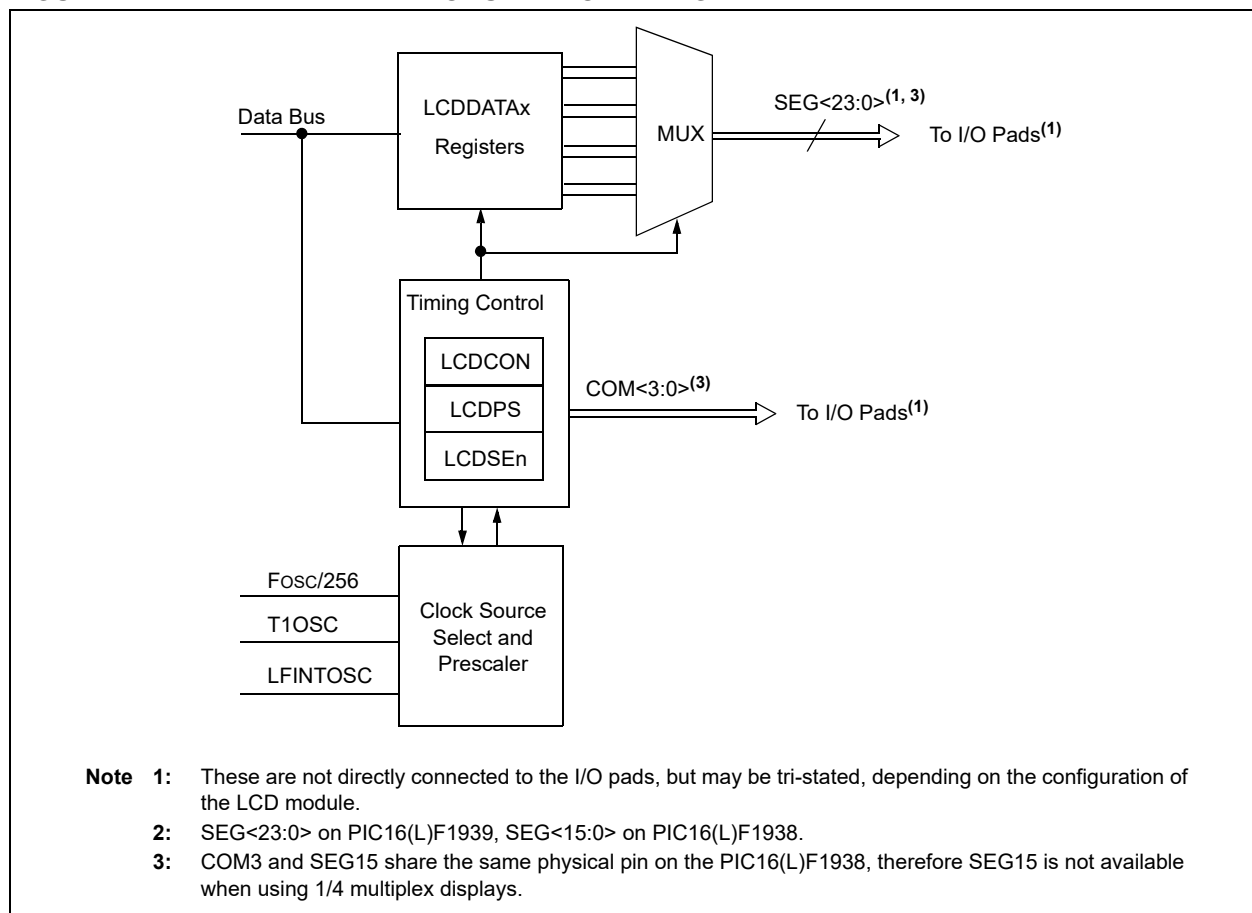 Data Bus
LCDDATAx
Registers
MUX
SEG<23:0>(1, 3)
To I/O Pads(1)
Timing Control
LCDCON
LCDPS
LCDSEn
COM<3:0>(3)
To I/O Pads(1)
FOSC/256
T1OSC
LFINTOSC
Clock Source
Select and
Prescaler
Note 1: These are not directly connected to the I/O pads, but may be tri-stated, depending on the configuration of
the LCD module.
2: SEG<23:0> on PIC16(L)F1939, SEG<15:0> on PIC16(L)F1938.
3: COM3 and SEG15 share the same physical pin on the PIC16(L)F1938, therefore SEG15 is not available
when using 1/4 multiplex displays.